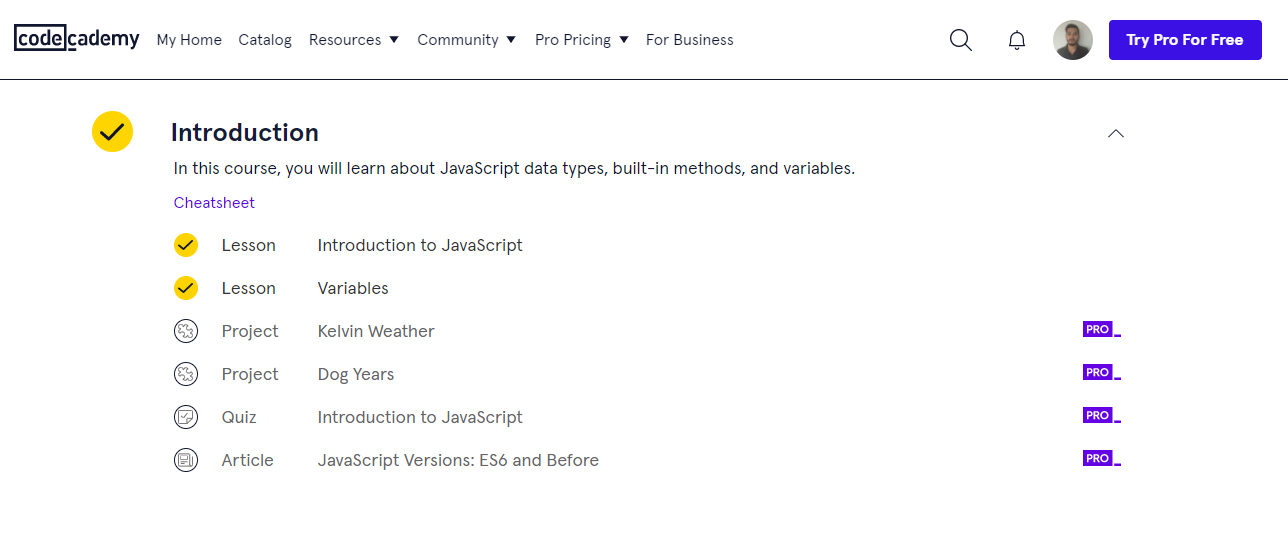 codecademy My Home Catalog Resources Community Pro Pricing For Business Try Pro For Free
Introduction
In this course, you will learn about JavaScript data types, built-in methods, and variables.
Cheatsheet
Lesson Introduction to JavaScript
Lesson Variables
Project Kelvin Weather PRO
Project Dog Years PRO
Quiz Introduction to JavaScript PRO
Article JavaScript Versions: ES6 and Before PRO